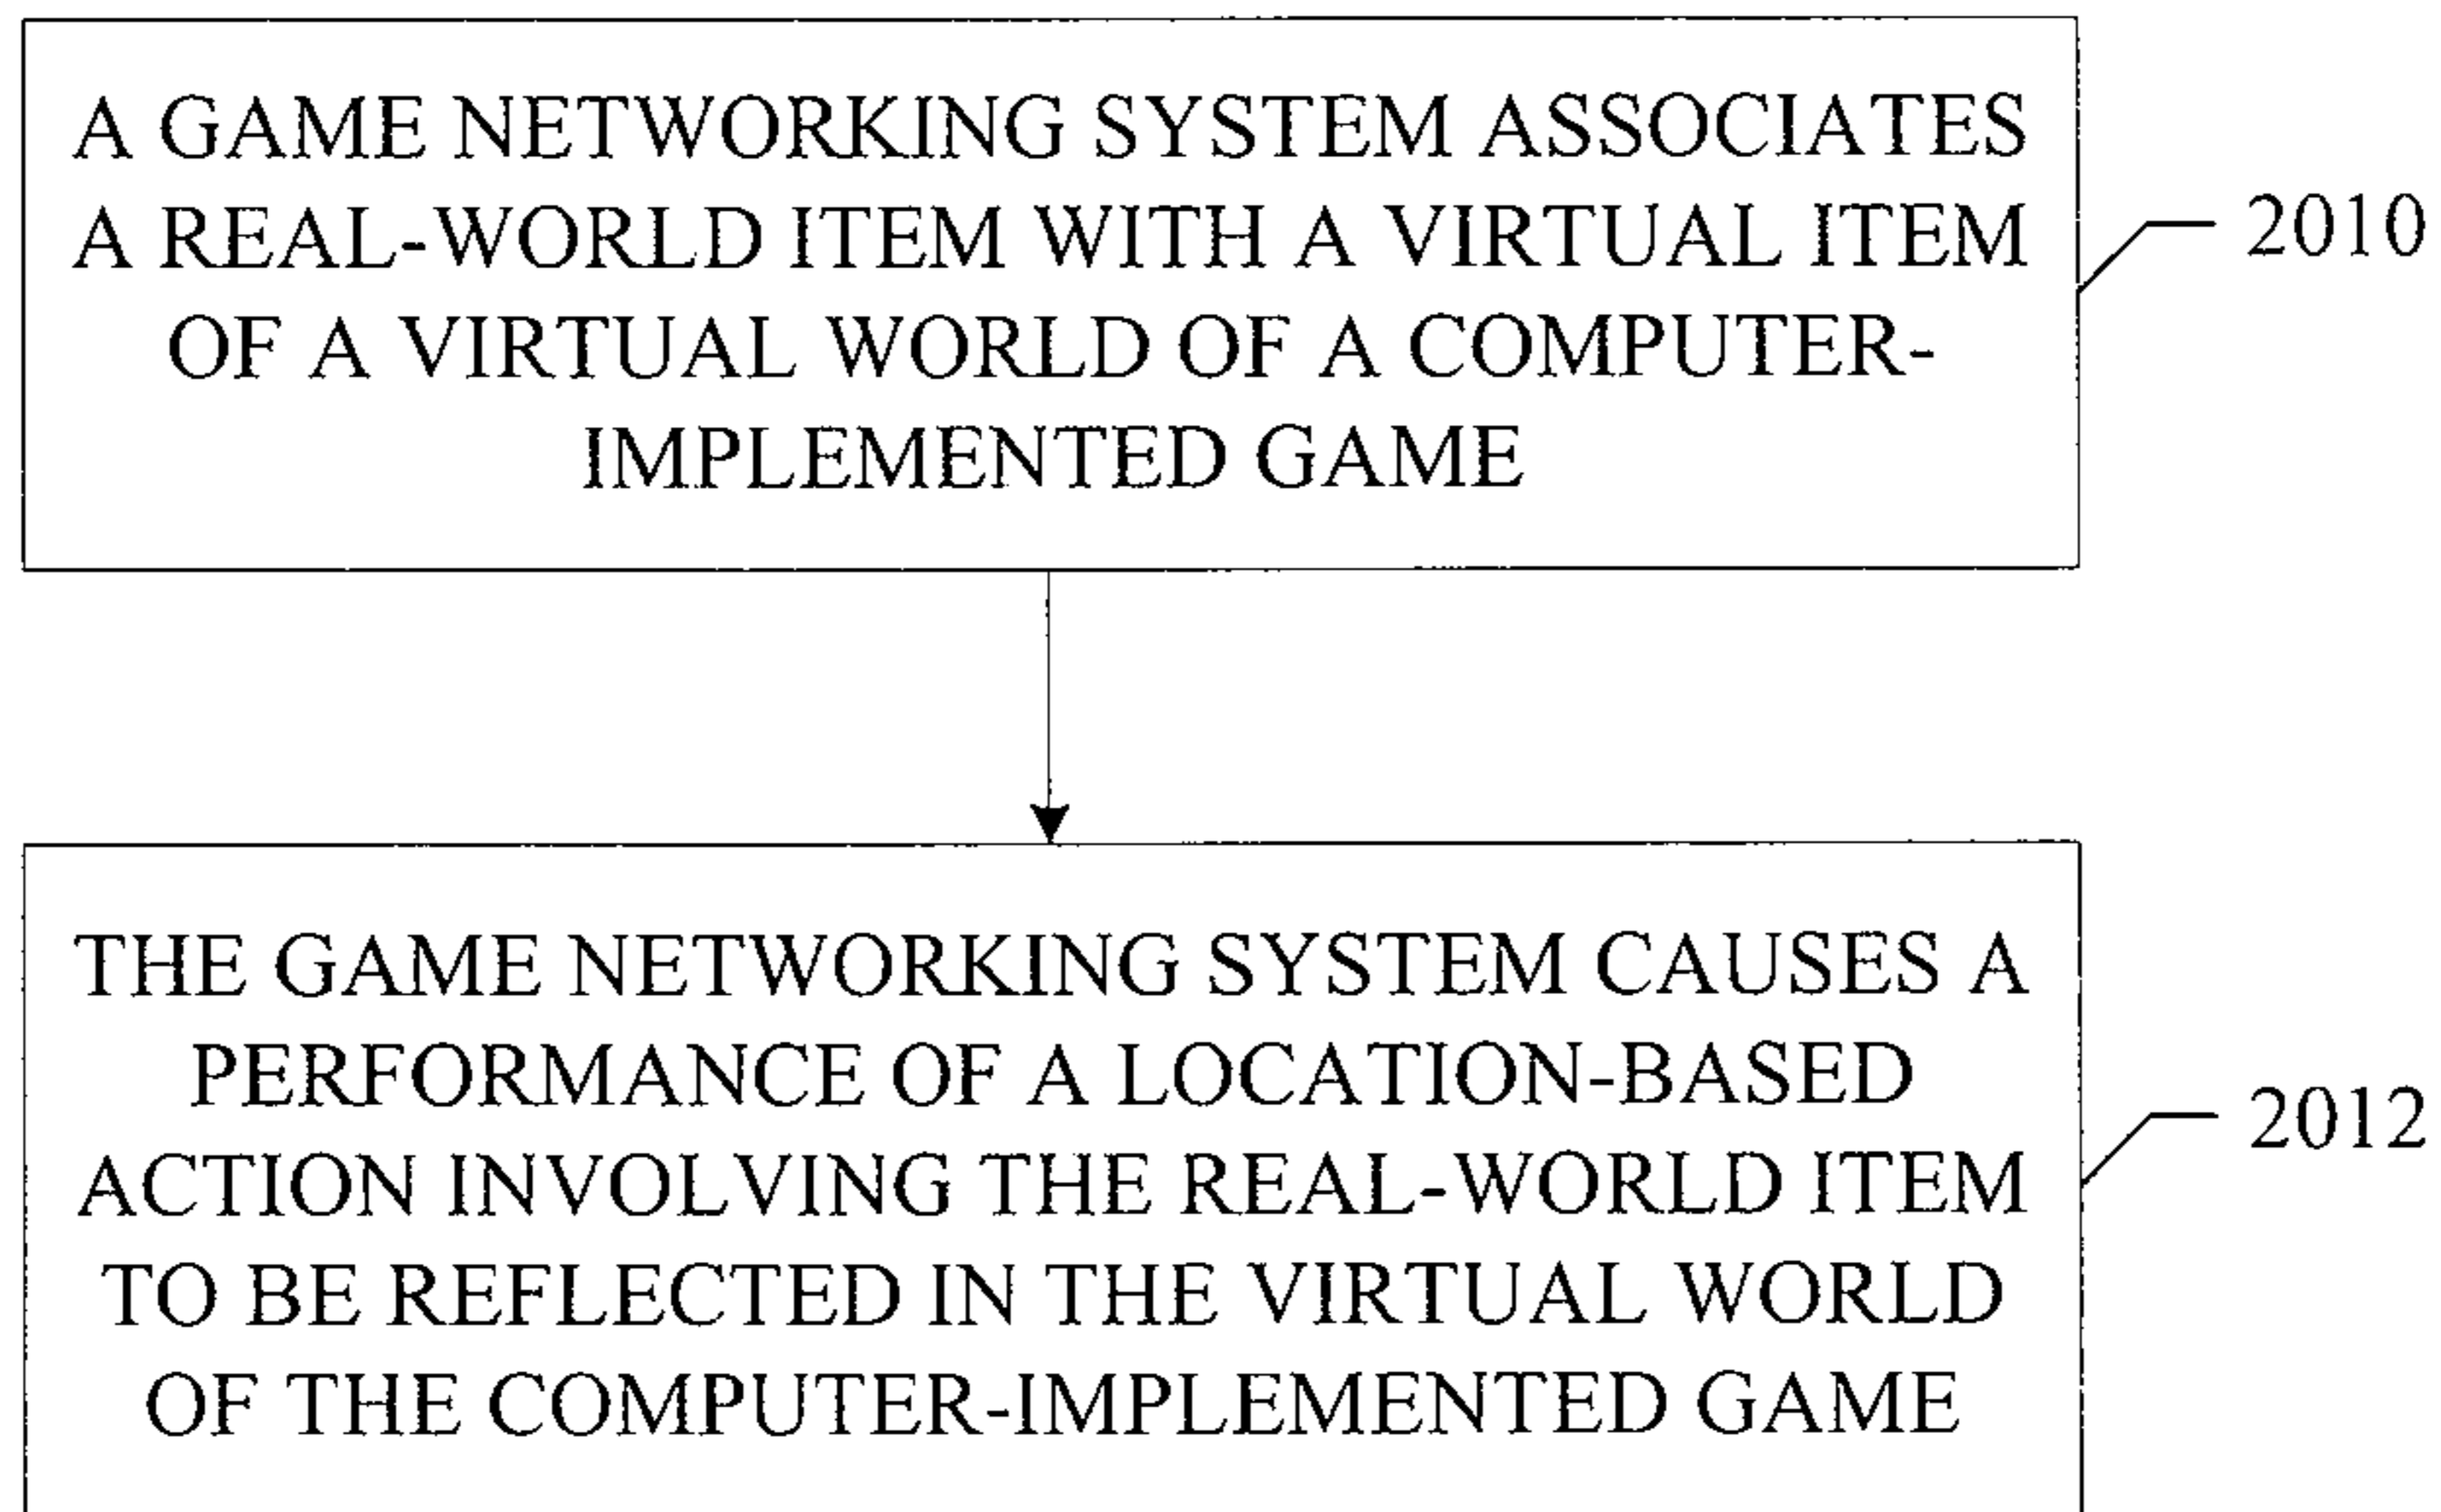 A GAME NETWORKING SYSTEM ASSOCIATES
A REAL-WORLD ITEM WITH A VIRTUAL ITEM
OF A VIRTUAL WORLD OF A COMPUTER-
IMPLEMENTED GAME
2010
THE GAME NETWORKING SYSTEM CAUSES A
PERFORMANCE OF A LOCATION-BASED
ACTION INVOLVING THE REAL-WORLD ITEM
TO BE REFLECTED IN THE VIRTUAL WORLD
OF THE COMPUTER-IMPLEMENTED GAME
2012